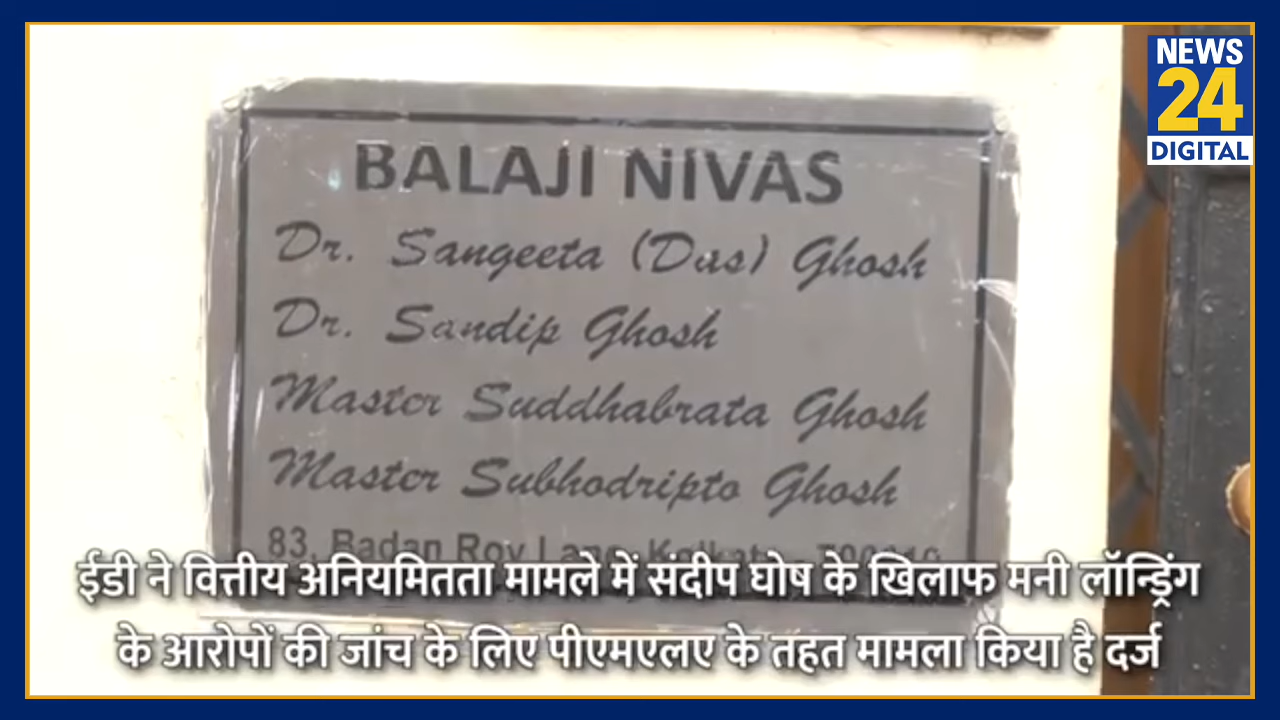 NEWS
24
DIGITAL
BALAJI NIVAS
Dr. Sangeeta (Das) Ghosh
Dr. Sandip Ghosh
Master Suddhabrata Ghosh
Master Subhodripto Ghosh
83, Badan Roy Lane, Kolkata
ईडी ने वित्तीय अनियमितता मामले में संदीप घोष के खिलाफ मनी लॉन्ड्रिंग
के आरोपों की जांच के लिए पीएमएलए के तहत मामला किया है दर्ज